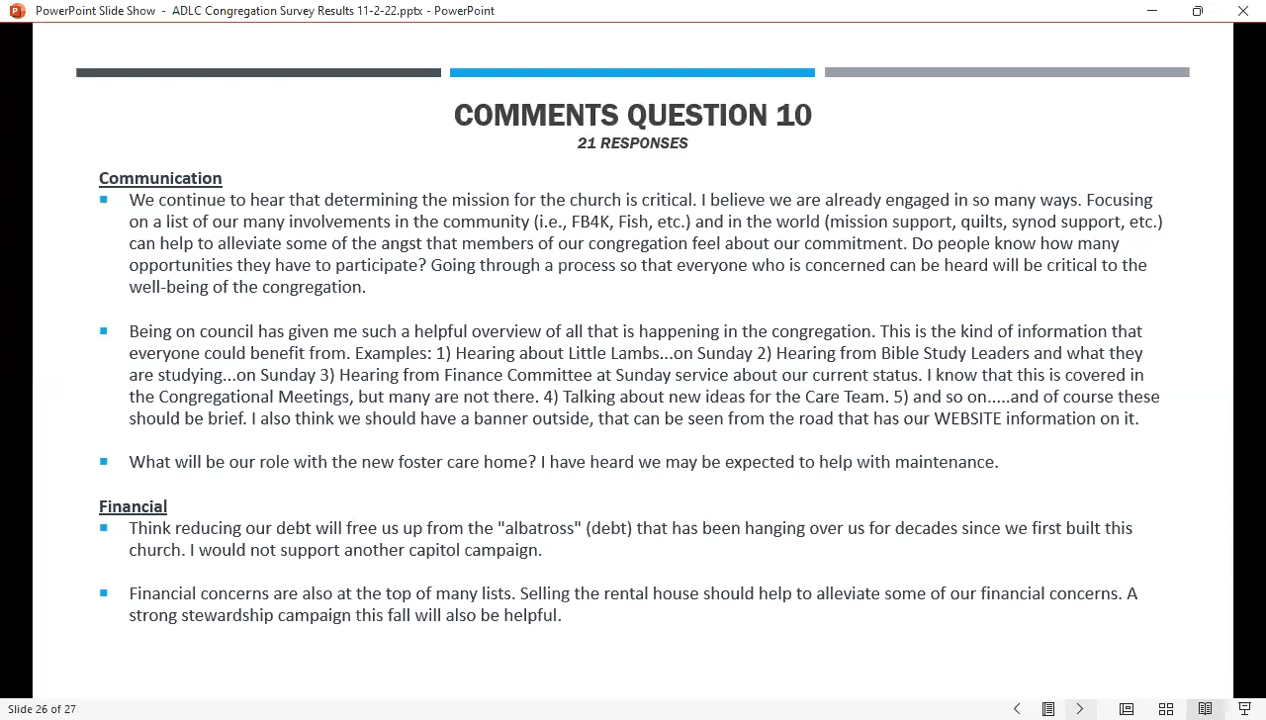 PowerPoint Slide Show - ADLC Congregation Survey Results 11-2-22.pptx - PowerPoint
COMMENTS QUESTION 10
21 RESPONSES
Communication
We continue to hear that determining the mission for the church is critical. I believe we are already engaged in so many ways. Focusing
on a list of our many involvements in the community (i.e., FB4K, Fish, etc.) and in the world (mission support, quilts, synod support, etc.)
can help to alleviate some of the angst that members of our congregation feel about our commitment. Do people know how many
opportunities they have to participate? Going through a process so that everyone who is concerned can be heard will be critical to the
well-being of the congregation.
Being on council has given me such a helpful overview of all that is happening in the congregation. This is the kind of information that
everyone could benefit from. Examples: 1) Hearing about Little Lambs...on Sunday 2) Hearing from Bible Study Leaders and what they
are studying...on Sunday 3) Hearing from Finance Committee at Sunday service about our current status. I know that this is covered in
the Congregational Meetings, but many are not there. 4) Talking about new ideas for the Care Team. 5) and so on.....and of course these
should be brief. I also think we should have a banner outside, that can be seen from the road that has our WEBSITE information on it.
What will be our role with the new foster care home? I have heard we may be expected to help with maintenance.
Financial
Think reducing our debt will free us up from the "albatross" (debt) that has been hanging over us for decades since we first built this
church. I would not support another capitol campaign.
Financial concerns are also at the top of many lists. Selling the rental house should help to alleviate some of our financial concerns. A
strong stewardship campaign this fall will also be helpful.
Slide 26 of 27